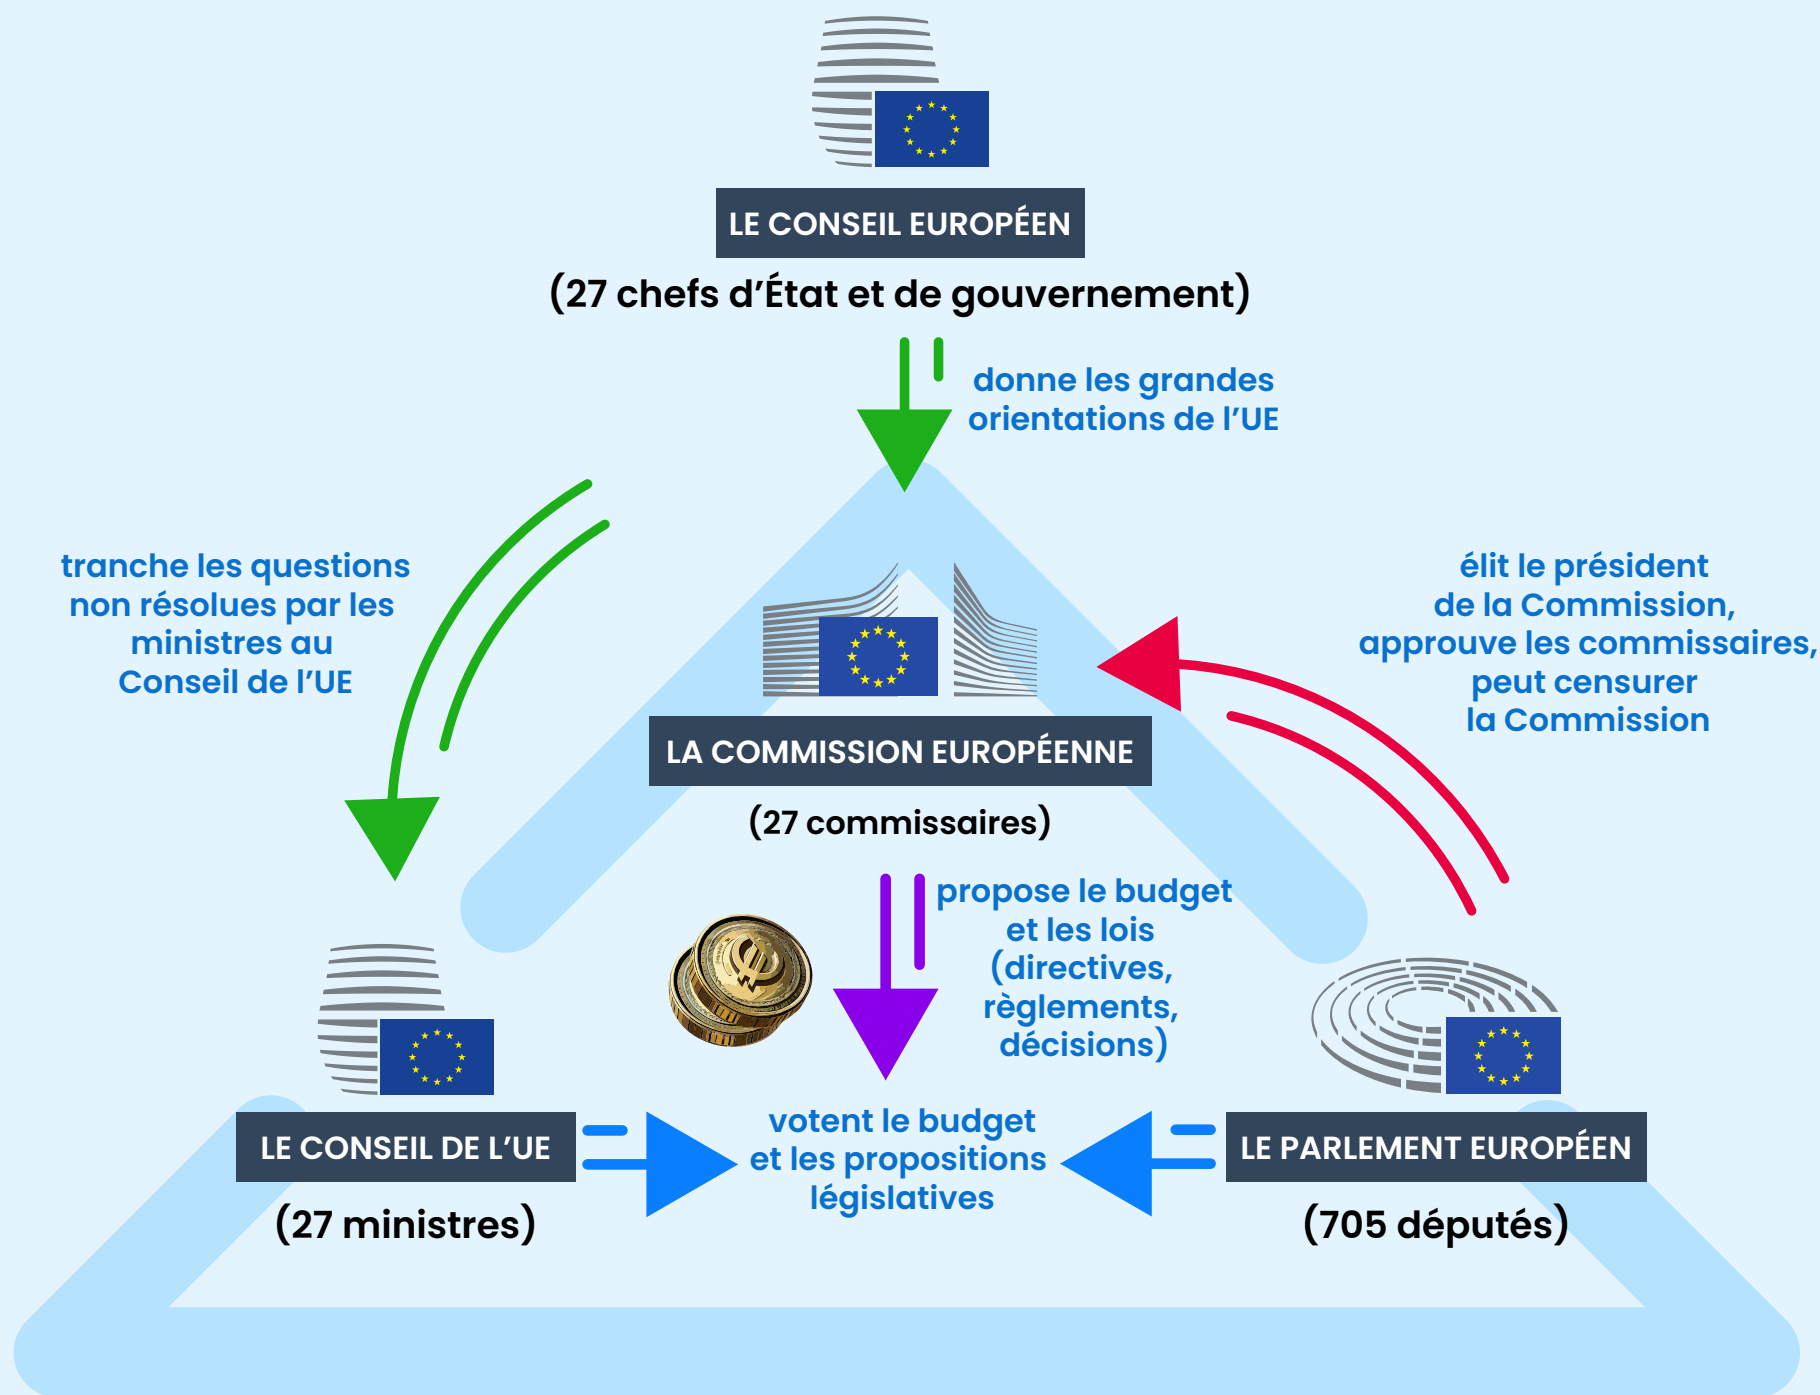 LE CONSEIL EUROPÉEN
(27 chefs d’État et de gouvernement)
donne les grandes
orientations de l’UE
tranche les questions
non résolues par les
ministres au
Conseil de l’UE
élit le président
de la Commission,
approuve les commissaires,
peut censurer
la Commission
LA COMMISSION EUROPÉENNE
(27 commissaires)
propose le budget
et les lois
(directives,
règlements,
décisions)
LE CONSEIL DE L’UE
(27 ministres)
votent le budget
et les propositions
législatives
LE PARLEMENT EUROPÉEN
(705 députés)